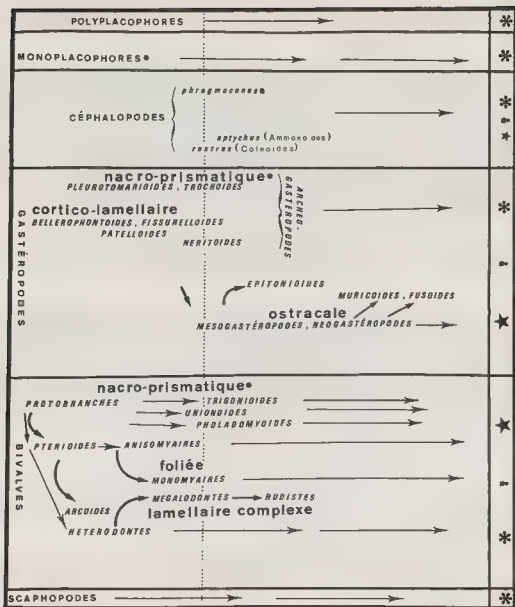 POLYPLACOPHORES
MONOPLACOPHORES
phragmocones
CÉPHALOPODES
aptychus (Ammonoides)
rostres (Coleoides)
GASTÉROPODES
nacro-prismatique
PLEUROTOMARIOIDES, TROCHOIDES
ARCHEO-
GASTÉROPODES
cortico-lamellaire
BELLEROPHONTOIDES, FISSURELLOIDES
PATELLOIDES
NERITOIDES
EPITONIOIDES
MURICOIDES, FUSOIDES
ostracale
MESOGASTÉROPODES, NEOGASTÉROPODES
&
BIVALVES
nacro-prismatique
PROTOBRANCHES
TRIGONIOIDES
UNIONOIDES
PHOLADOMYOIDES
PTERIOIDES
ANISOMYAIRES
foliée
MONOMYAIRES
MEGALODONTES
RUDISTES
ARCOIDES
lamellaire complexe
HETERODONTES
&
SCAPHOPODES